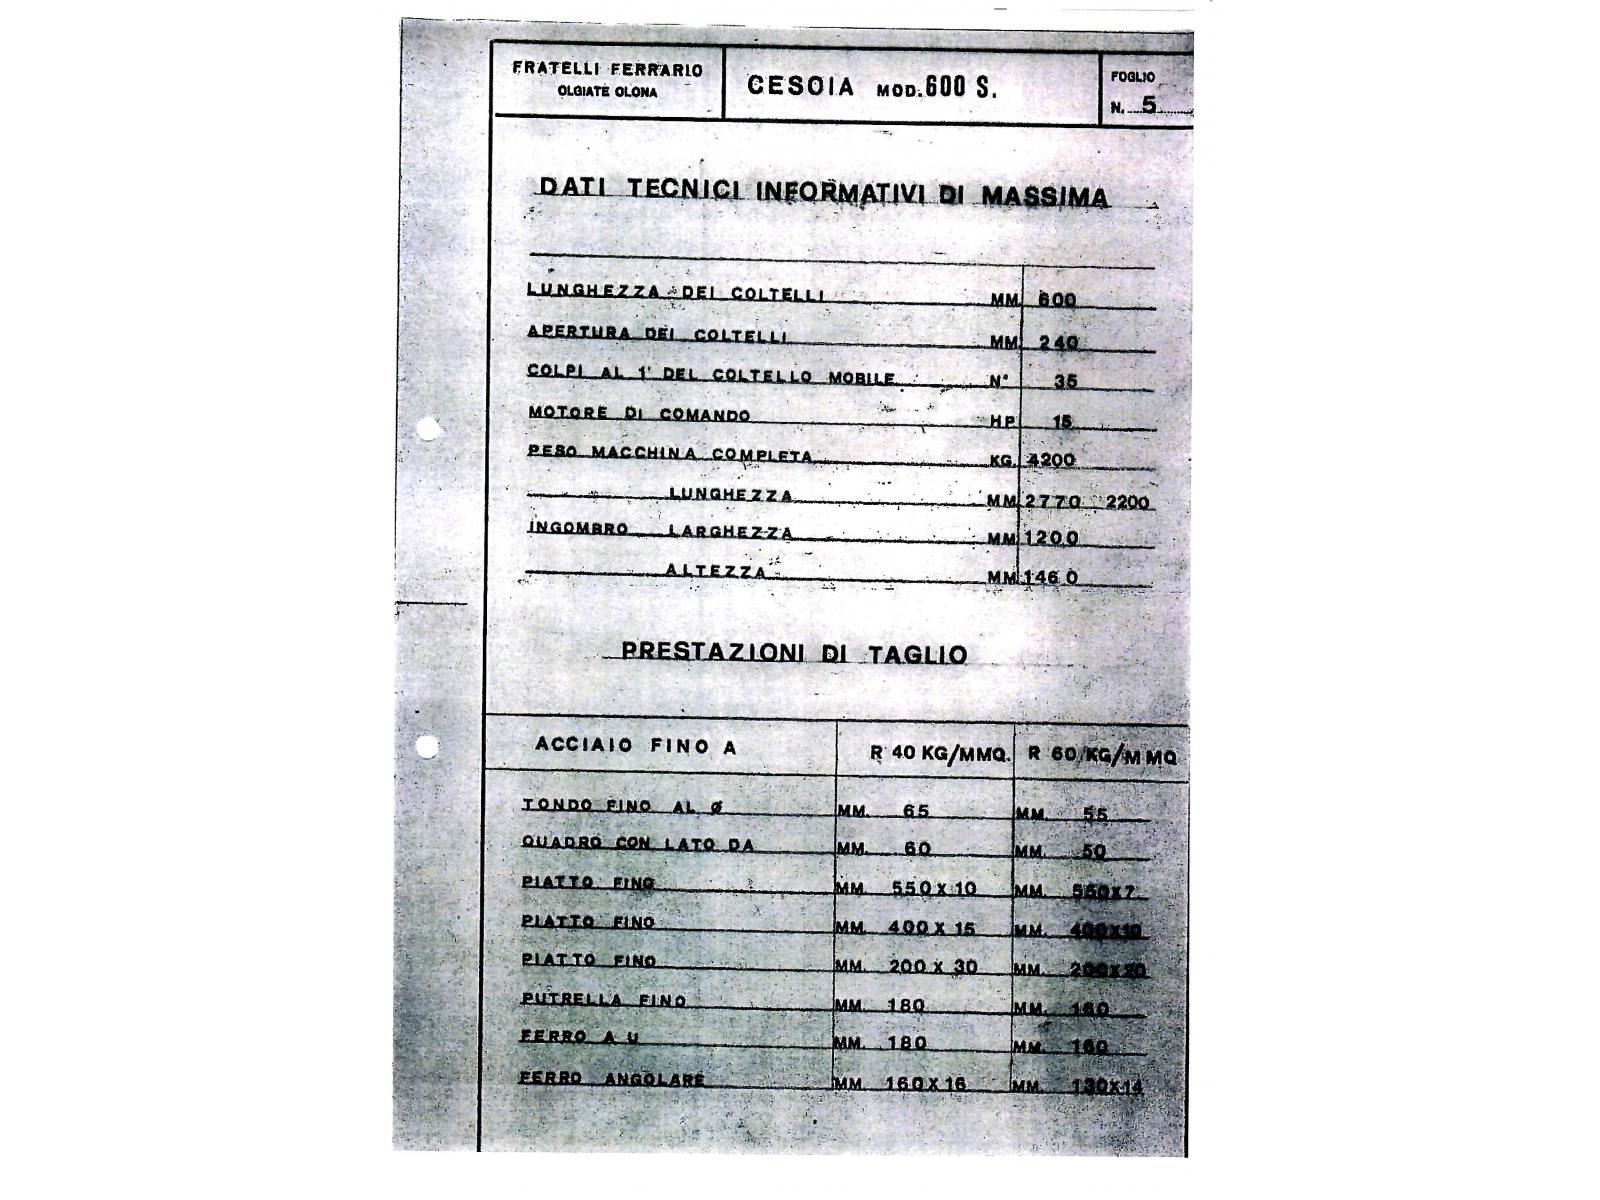 FRATELLI FERRARIO
OLGIATE OLONA
CESOIA MOD. 600 S.
FOGLIO
N. 5
DATI TECNICI INFORMATIVI DI MASSIMA
LUNGHEZZA DEI COLTELLI MM. 600
APERTURA DEI COLTELLI MM 240
COLPI AL 1' DEL COLTELLO MOBILE N° 35
MOTORE DI COMANDO HP 15
PESO MACCHINA COMPLETA KG. 4200
LUNGHEZZA MM 2770 2200
INGOMBRO LARGHEZZA MM 1200
ALTEZZA MM. 1460
PRESTAZIONI DI TAGLIO
ACCIAIO FINO A R 40 KG/MMQ. R 60/KG/MMQ
TONDO FINO AL Ø MM. 65 MM. 55
QUADRO CON LATO DA MM. 60 MM. 50
PIATTO FINO MM. 550 X 10 MM. 550X7
PIATTO FINO MM. 400 X 15 MM. 400X10
PIATTO FINO MM. 200 X 30 MM. 200X20
PUTRELLA FINO MM. 180 MM. 160
FERRO A U MM. 180 MM. 160
FERRO ANGOLARE MM. 160X16 MM. 130X14